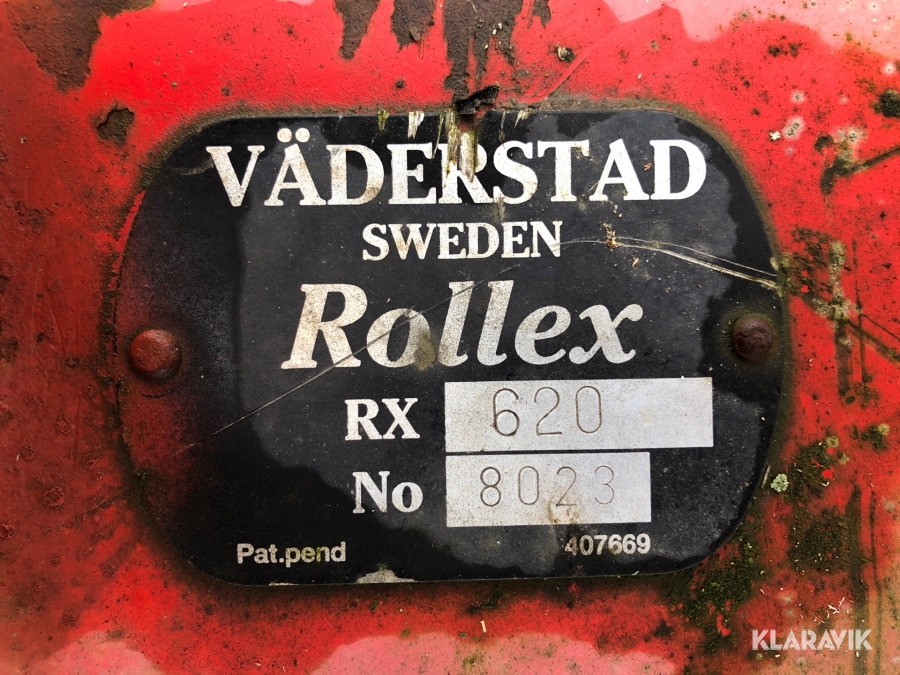 VÄDERSTAD
SWEDEN
Rollex
RX 620
No 8023
Pat.pend 407669
KLARAVIK